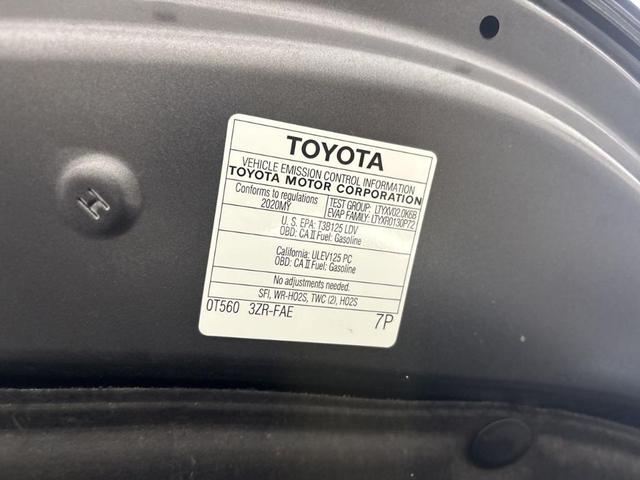 TOYOTA
VEHICLE EMISSION CONTROL INFORMATION
TOYOTA MOTOR CORPORATION
Conforms to regulations
2020MY
TEST GROUP: LTYXV02.0K6B
EVAP FAMILY: LTYXR0130P72
U. S. EPA: T3B125 LDV
OBD: CA II Fuel: Gasoline
California: ULEV125 PC
OBD: CA II Fuel: Gasoline
No adjustments needed.
SFI, WR-HO2S, TWC (2), HO2S
0T560 3ZR-FAE 7P
H